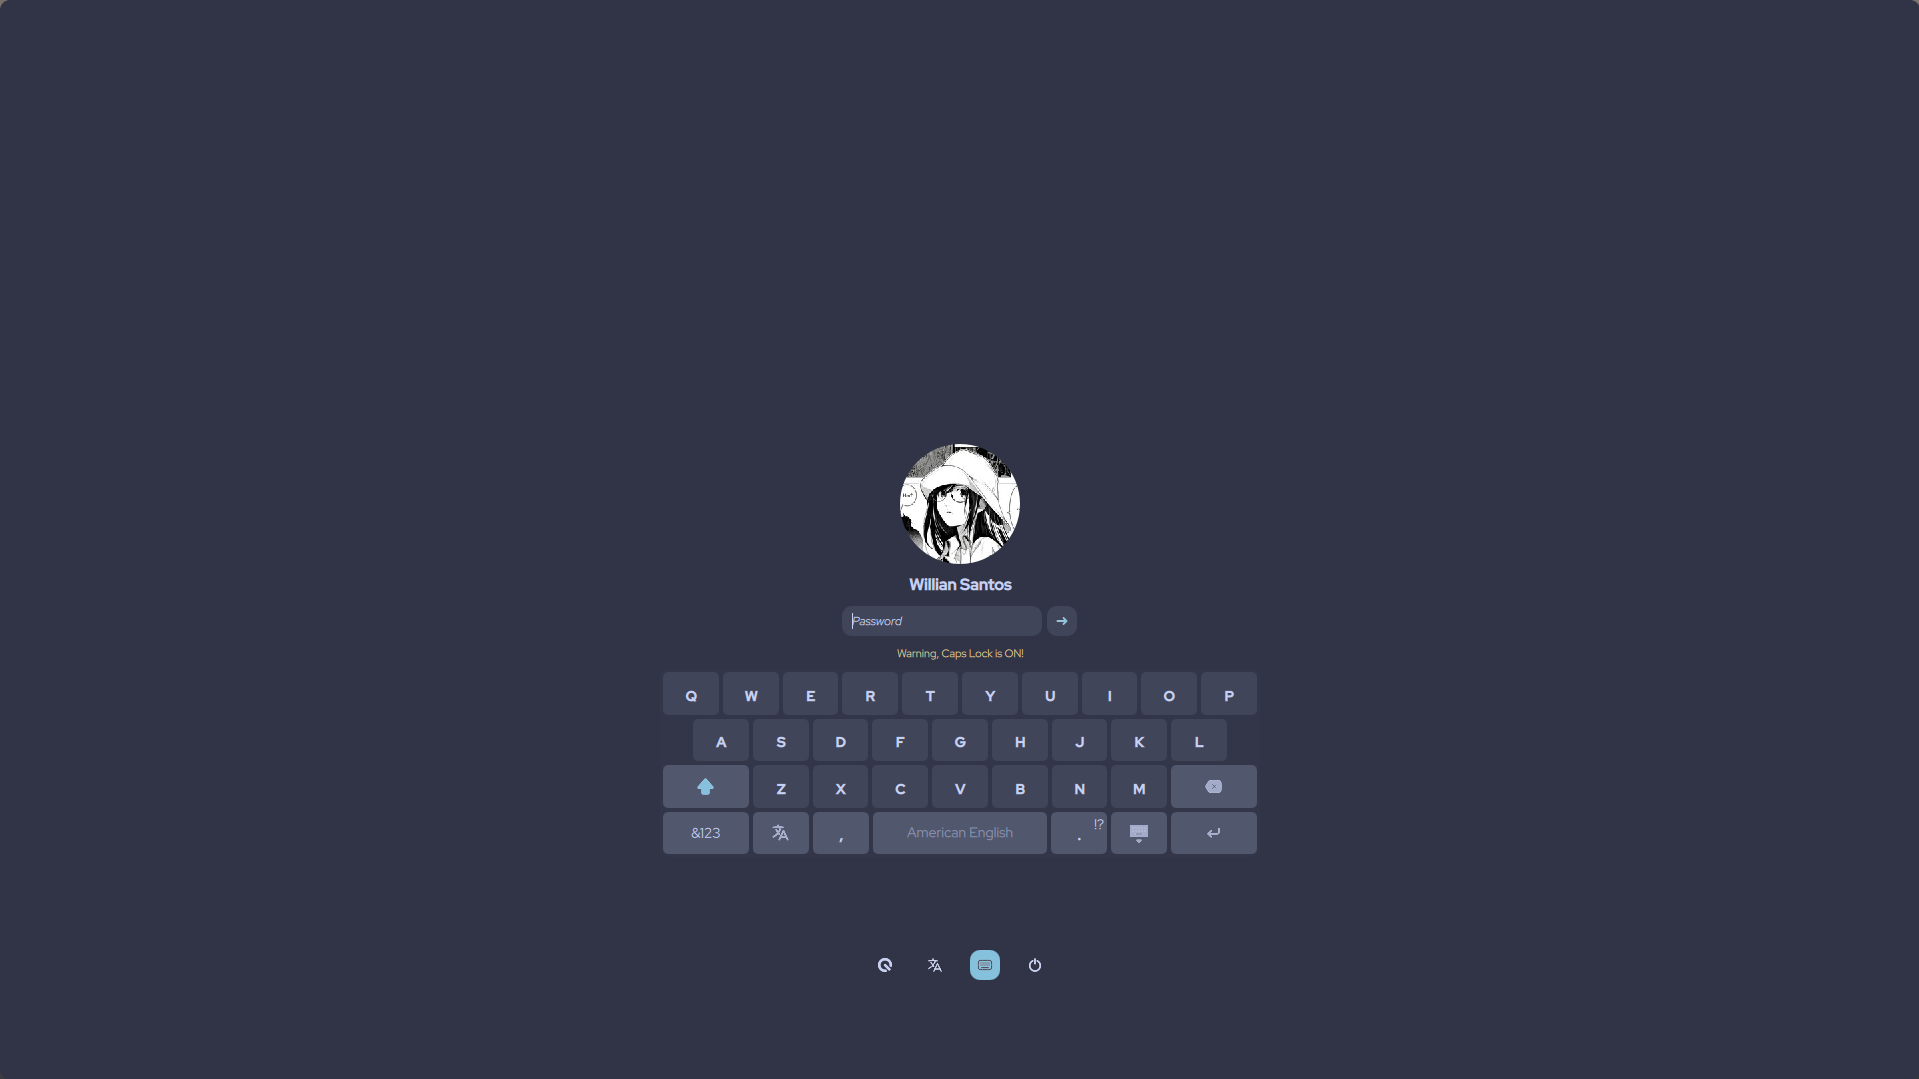 Willian Santos
Password
Warning, Caps Lock is ON!
Q W E R T Y U I O P
A S D F G H J K L
Z X C V B N M
&123 , American English . !?